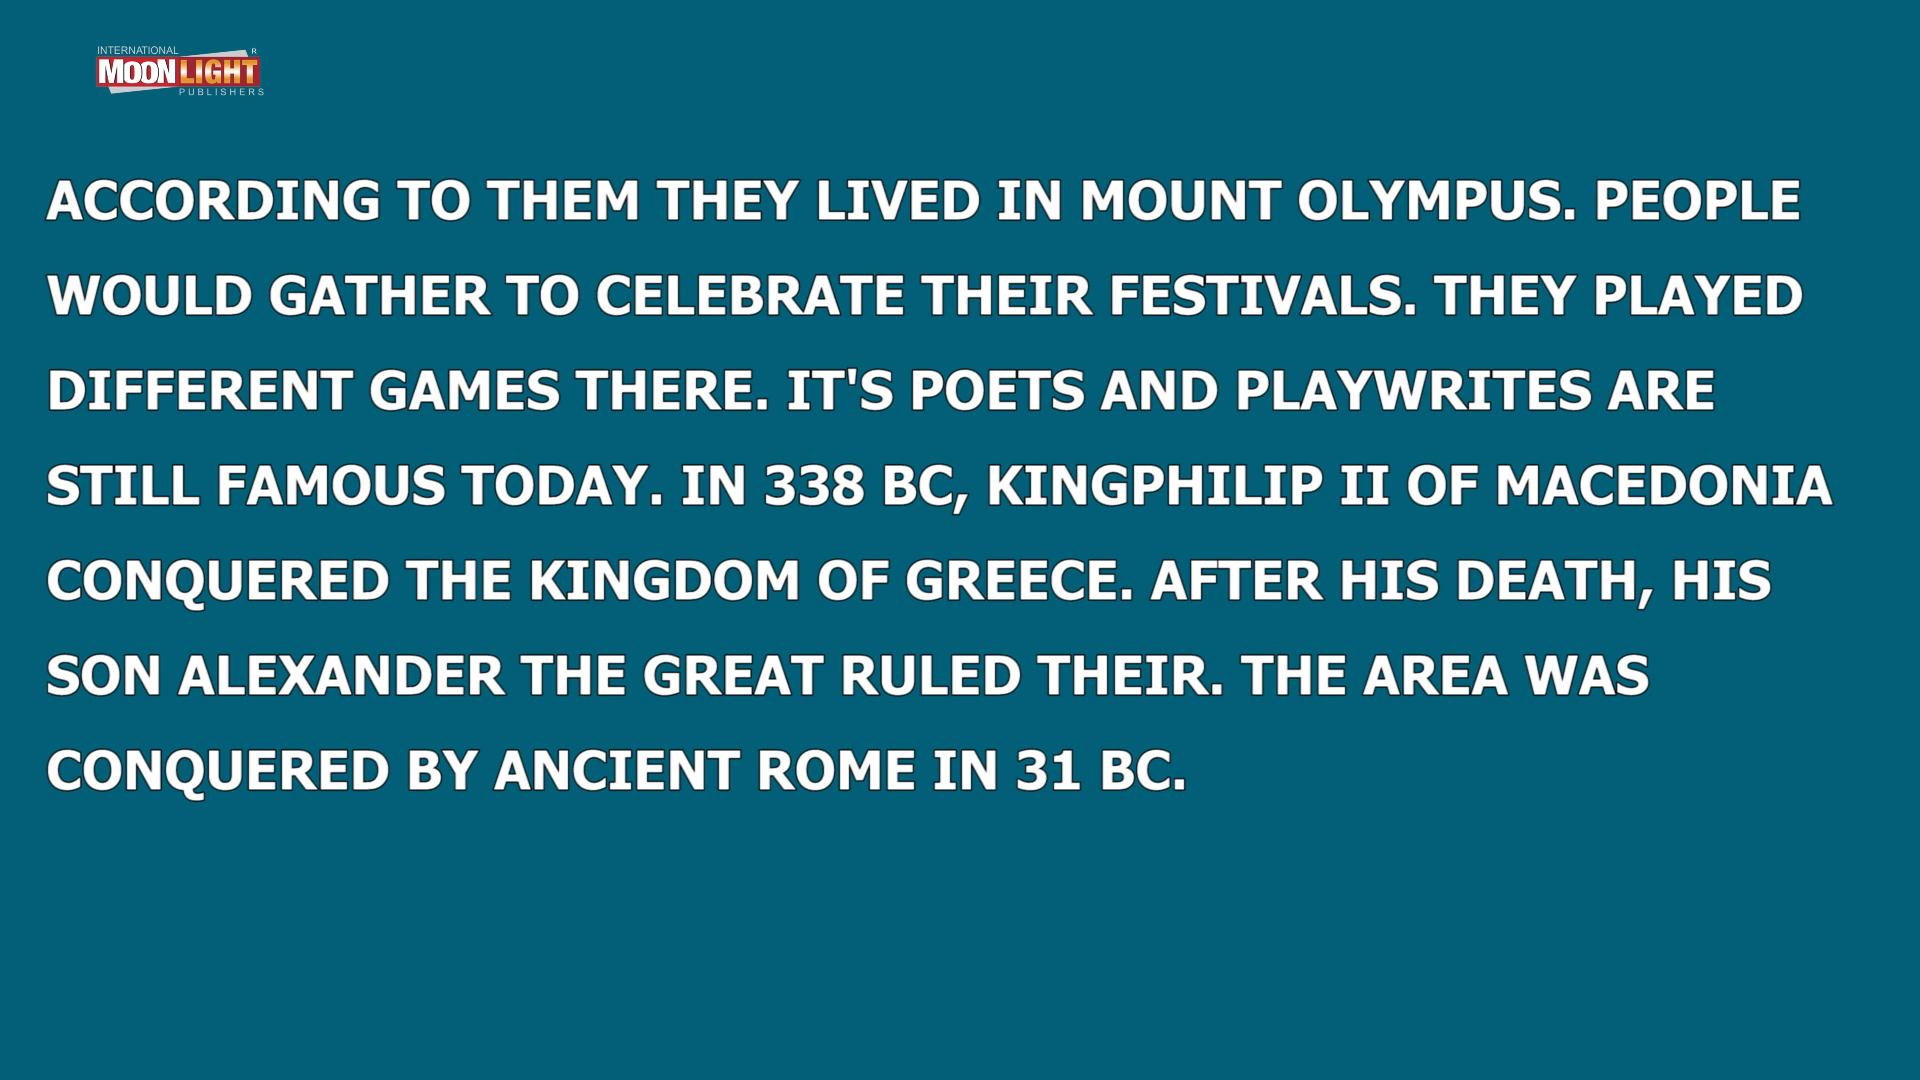 INTERNATIONAL R
MOONLIGHT
PUBLISHERS
ACCORDING TO THEM THEY LIVED IN MOUNT OLYMPUS. PEOPLE
WOULD GATHER TO CELEBRATE THEIR FESTIVALS. THEY PLAYED
DIFFERENT GAMES THERE. IT'S POETS AND PLAYWRITES ARE
STILL FAMOUS TODAY. IN 338 BC, KINGPHILIP II OF MACEDONIA
CONQUERED THE KINGDOM OF GREECE. AFTER HIS DEATH, HIS
SON ALEXANDER THE GREAT RULED THEIR. THE AREA WAS
CONQUERED BY ANCIENT ROME IN 31 BC.